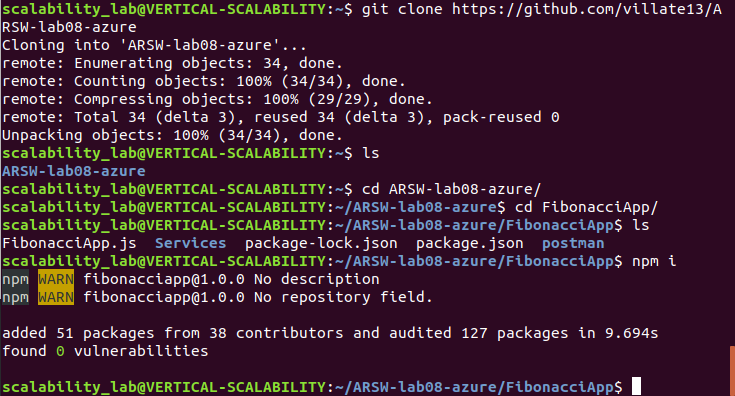 scalability_lab@VERTICAL-SCALABILITY:~$ git clone https://github.com/villate13/A
RSW-lab08-azure
Cloning into 'ARSW-lab08-azure'...
remote: Enumerating objects: 34, done.
remote: Counting objects: 100% (34/34), done.
remote: Compressing objects: 100% (29/29), done.
remote: Total 34 (delta 3), reused 34 (delta 3), pack-reused 0
Unpacking objects: 100% (34/34), done.
scalability_lab@VERTICAL-SCALABILITY:~$ ls
ARSW-lab08-azure
scalability_lab@VERTICAL-SCALABILITY:~$ cd ARSW-lab08-azure/
scalability_lab@VERTICAL-SCALABILITY:~/ARSW-lab08-azure$ cd FibonacciApp/
scalability_lab@VERTICAL-SCALABILITY:~/ARSW-lab08-azure/FibonacciApp$ ls
FibonacciApp.js  Services  package-lock.json  package.json  postman
scalability_lab@VERTICAL-SCALABILITY:~/ARSW-lab08-azure/FibonacciApp$ npm i
npm WARN fibonacciapp@1.0.0 No description
npm WARN fibonacciapp@1.0.0 No repository field.
added 51 packages from 38 contributors and audited 127 packages in 9.694s
found 0 vulnerabilities
scalability_lab@VERTICAL-SCALABILITY:~/ARSW-lab08-azure/FibonacciApp$